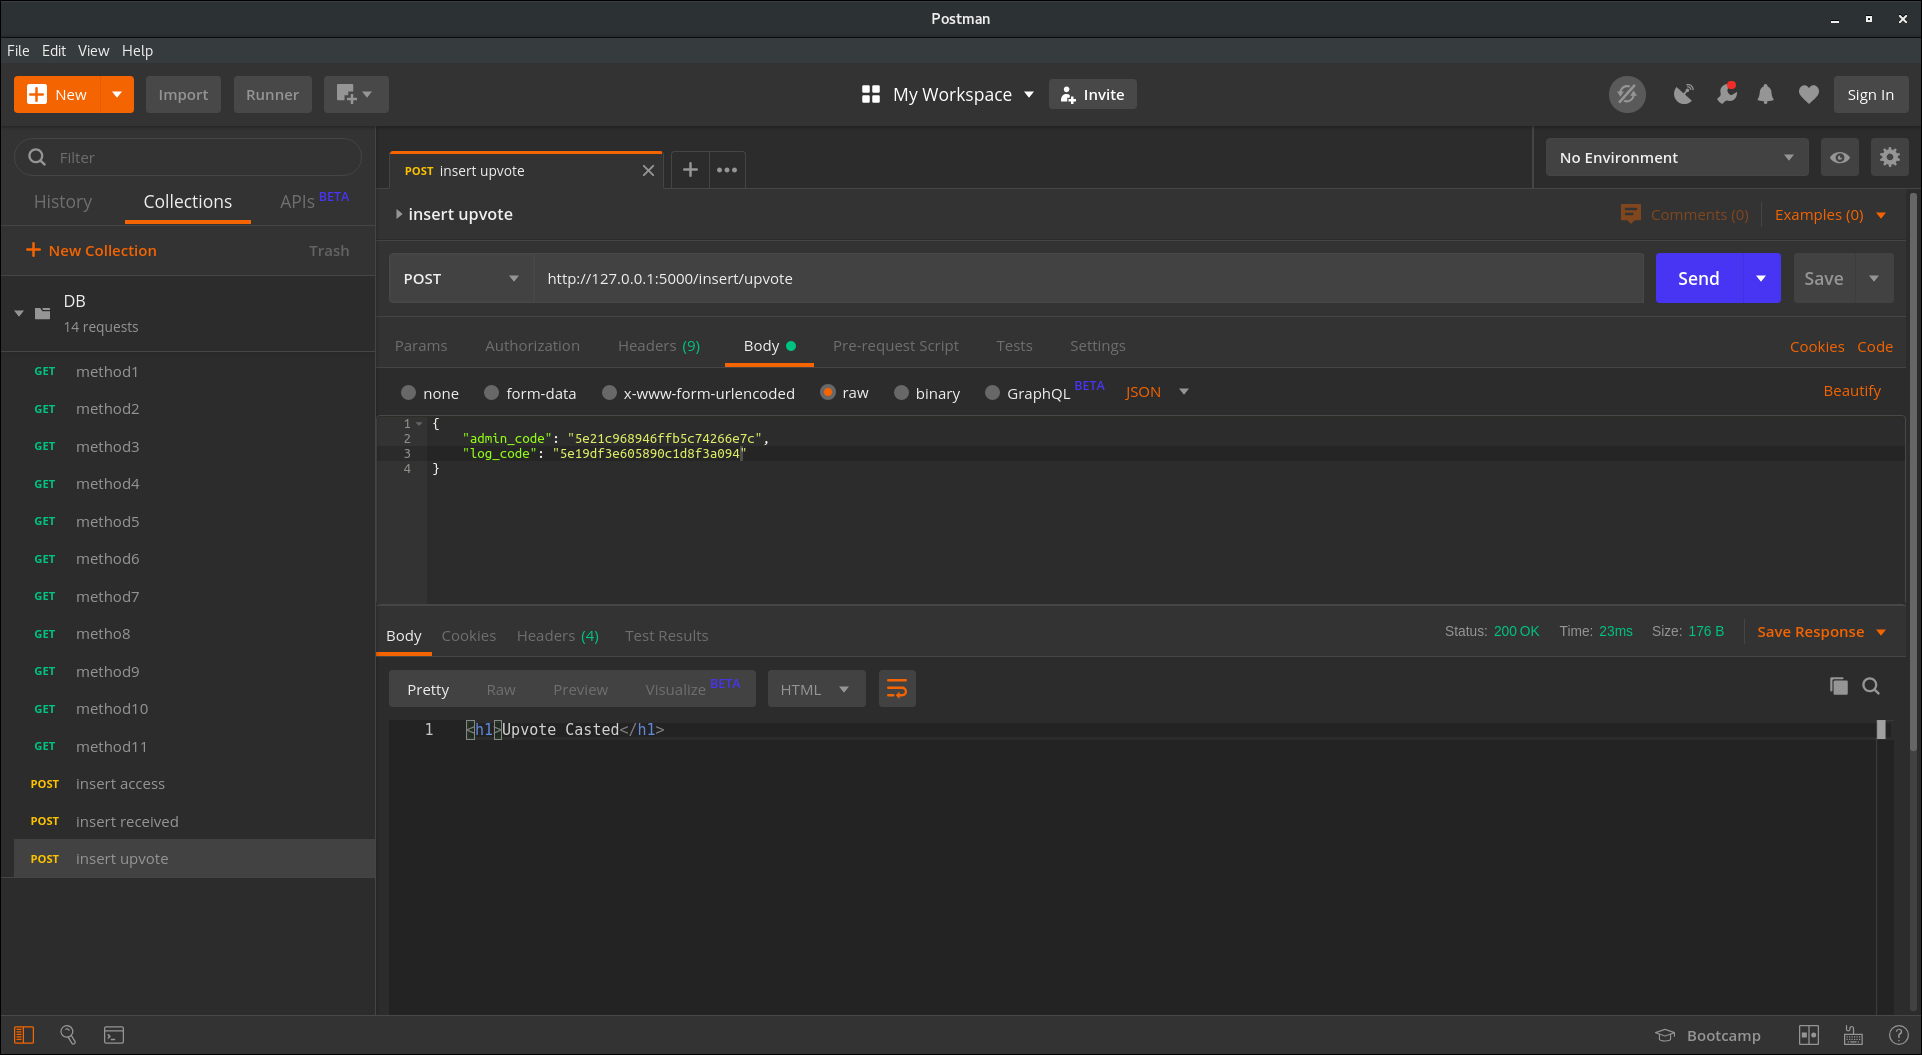 Postman
File Edit View Help
New
Import
Runner
My Workspace
Invite
Sign In
Filter
History
Collections
APIs BETA
New Collection
Trash
DB
14 requests
GET method1
GET method2
GET method3
GET method4
GET method5
GET method6
GET method7
GET metho8
GET method9
GET method10
GET method11
POST insert access
POST insert received
POST insert upvote
POST insert upvote
No Environment
insert upvote
Comments (0)
Examples (0)
POST
http://127.0.0.1:5000/insert/upvote
Send
Save
Params Authorization Headers (9) Body Pre-request Script Tests Settings
Cookies Code
none form-data x-www-form-urlencoded raw binary GraphQL BETA JSON
Beautify
1 {
2 "admin_code": "5e21c968946ffb5c74266e7c",
3 "log_code": "5e19df3e605890c1d8f3a094"
4 }
Body Cookies Headers (4) Test Results
Status: 200 OK Time: 23ms Size: 176 B
Save Response
Pretty Raw Preview Visualize BETA
HTML
1 <h1>Upvote Casted</h1>
Bootcamp